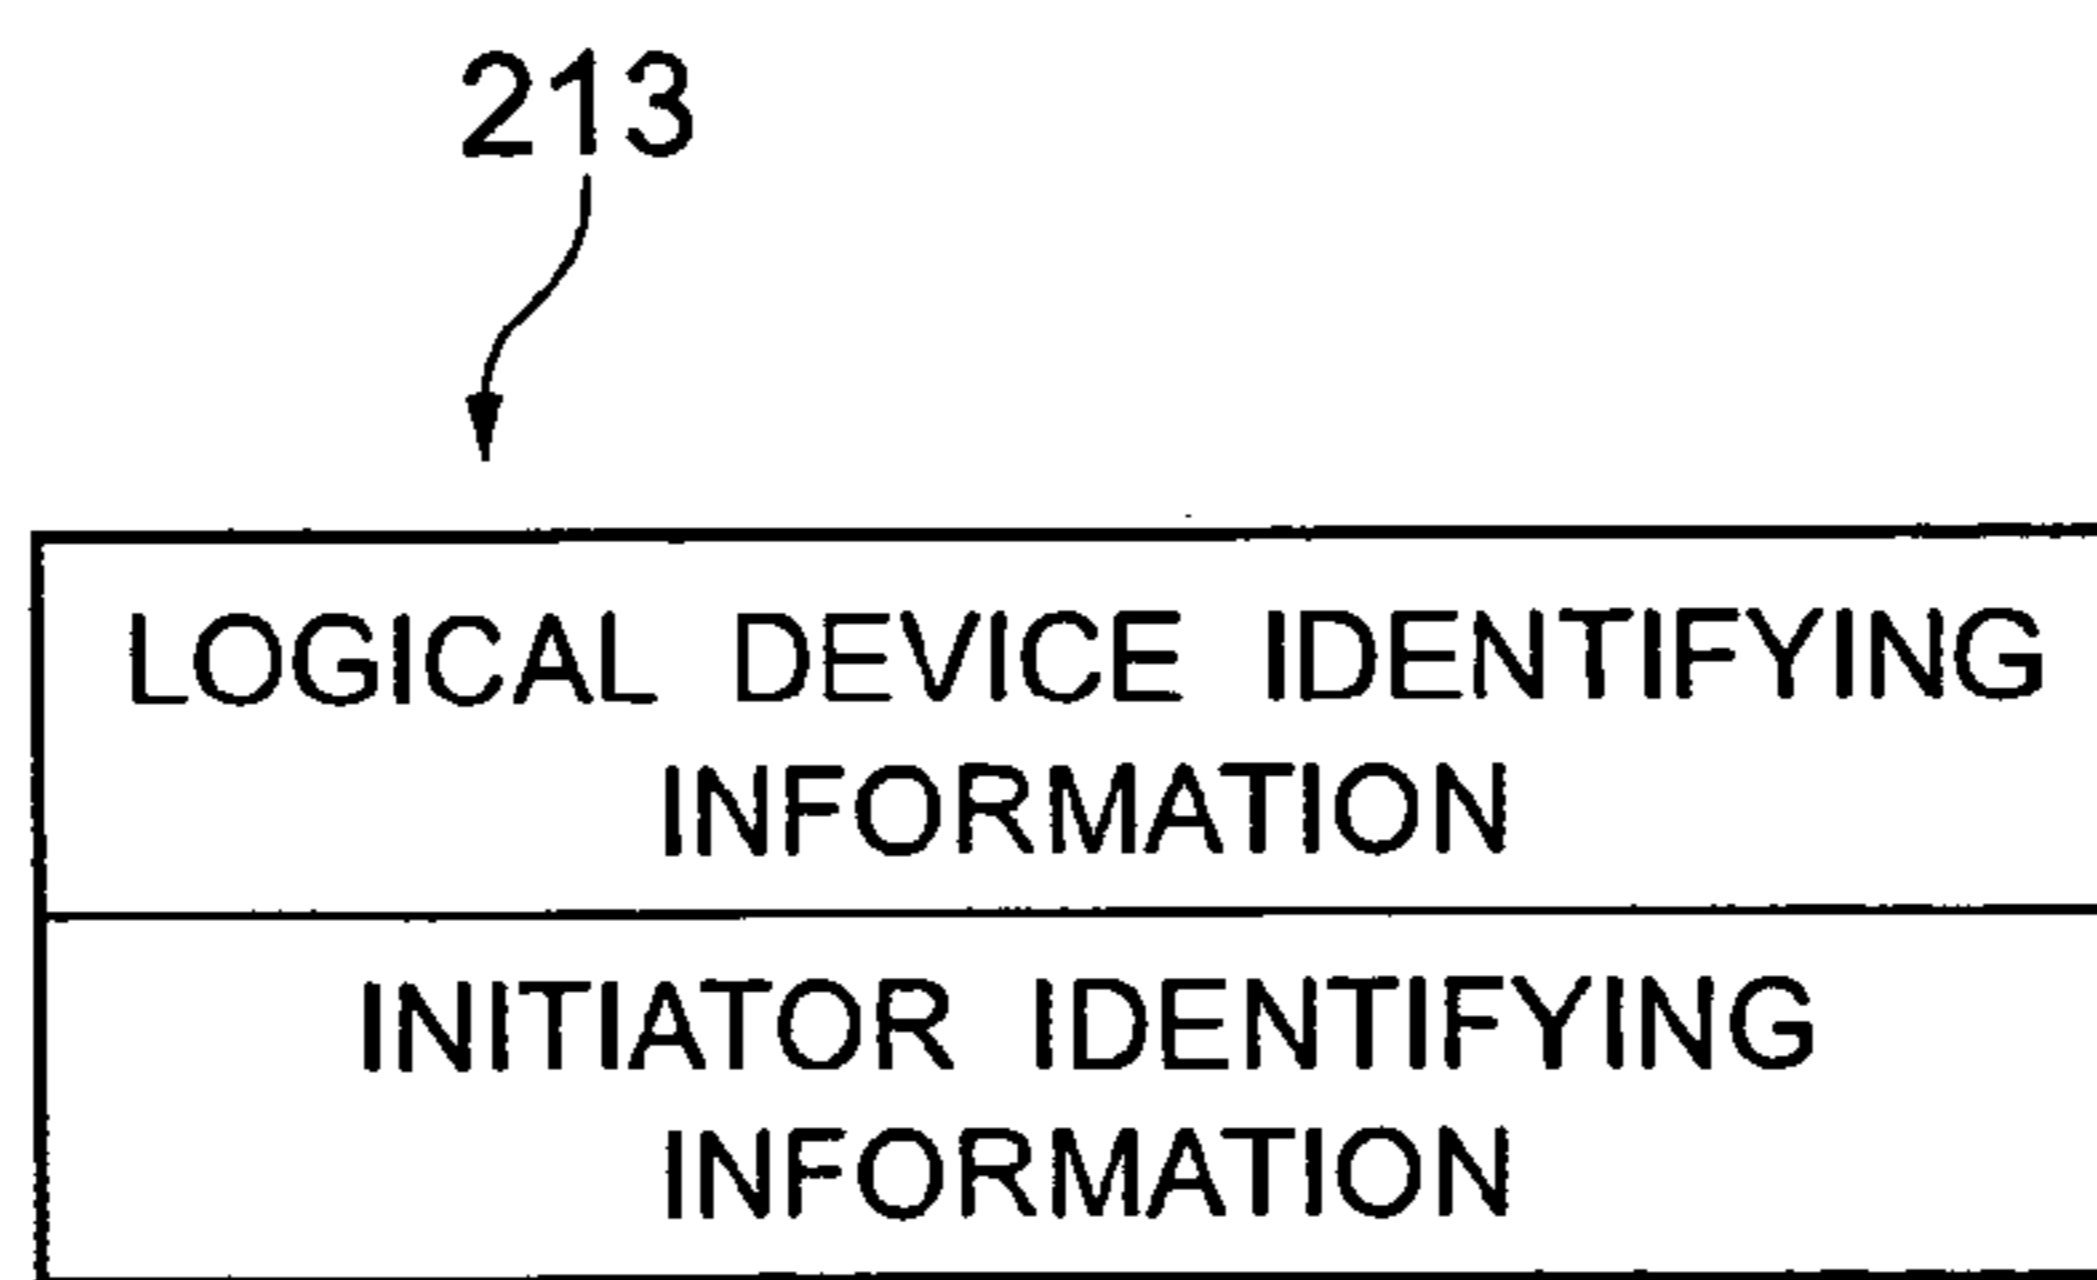 213
LOGICAL DEVICE IDENTIFYING
INFORMATION
INITIATOR IDENTIFYING
INFORMATION